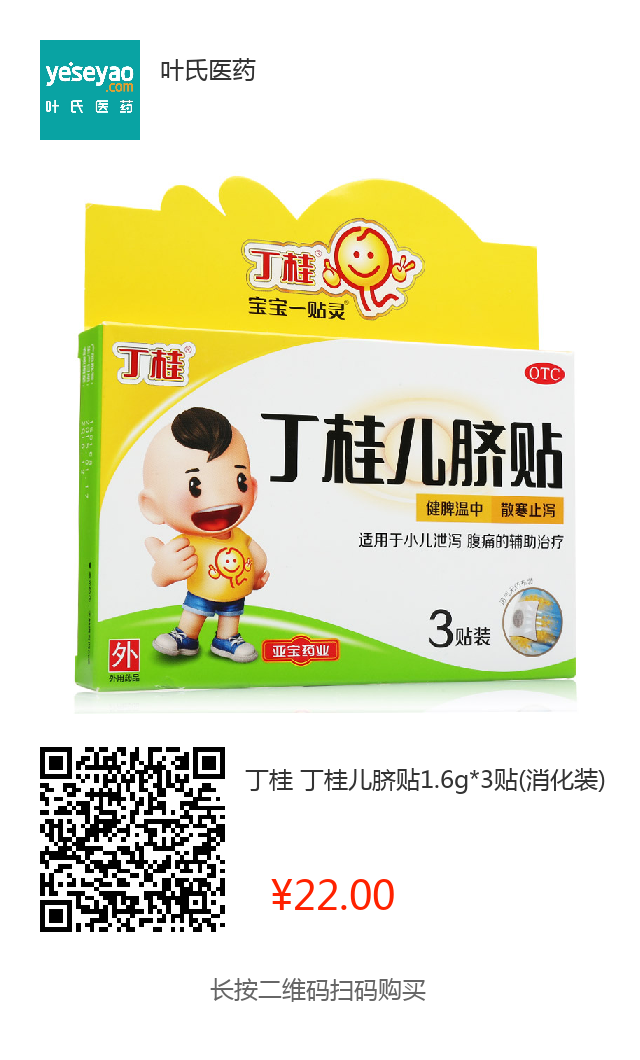 yeseyao
.com
叶氏医药
叶氏医药
丁桂®
宝宝一贴灵®
丁桂®
OTC
丁桂儿脐贴
健脾温中 散寒止泻
适用于小儿泄泻 腹痛的辅助治疗
3贴装
外
外用药品
亚宝药业
丁桂 丁桂儿脐贴1.6g*3贴(消化装)
¥22.00
长按二维码扫码购买